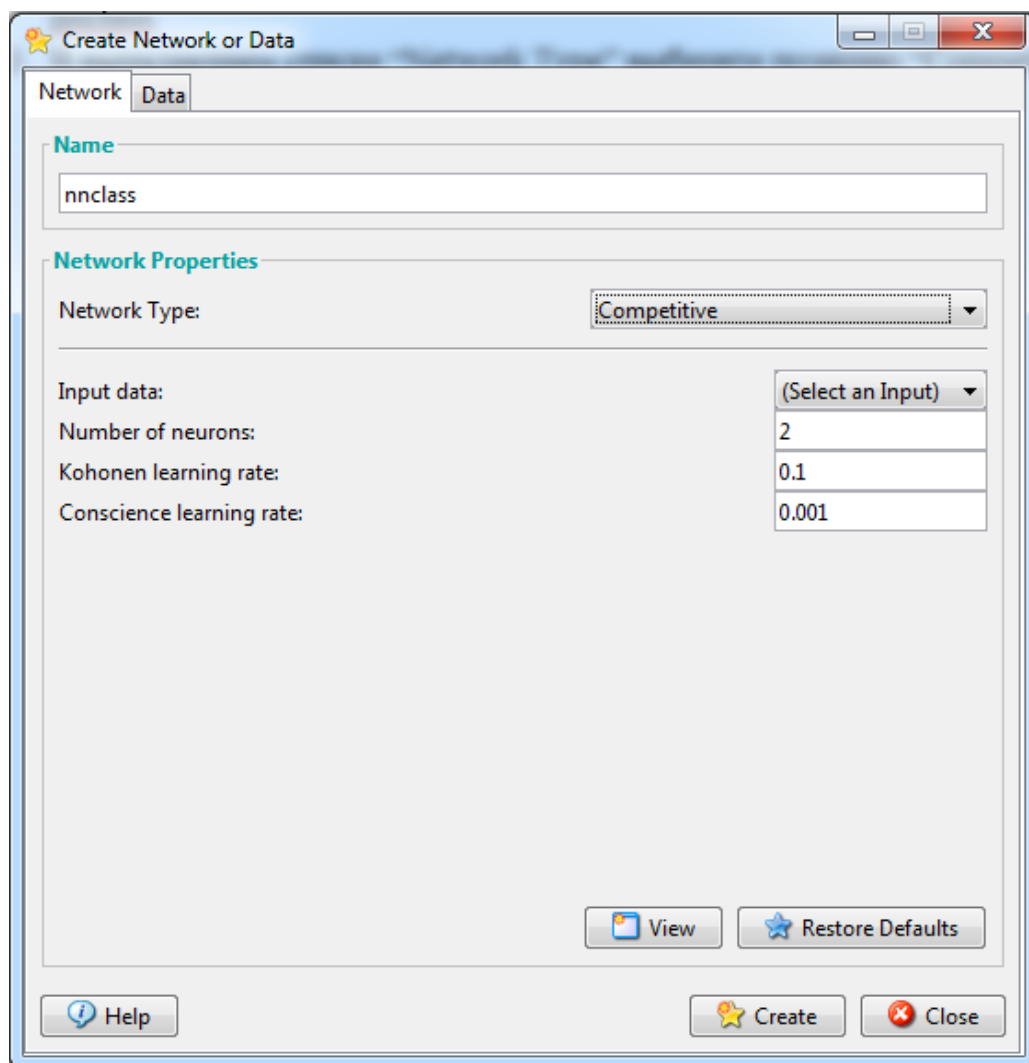 Create Network or Data
"Network Type"
Network Data
Name
nnclass
Network Properties
Network Type: Competitive
Input data: (Select an Input)
Number of neurons: 2
Kohonen learning rate: 0.1
Conscience learning rate: 0.001
View Restore Defaults
Help Create Close